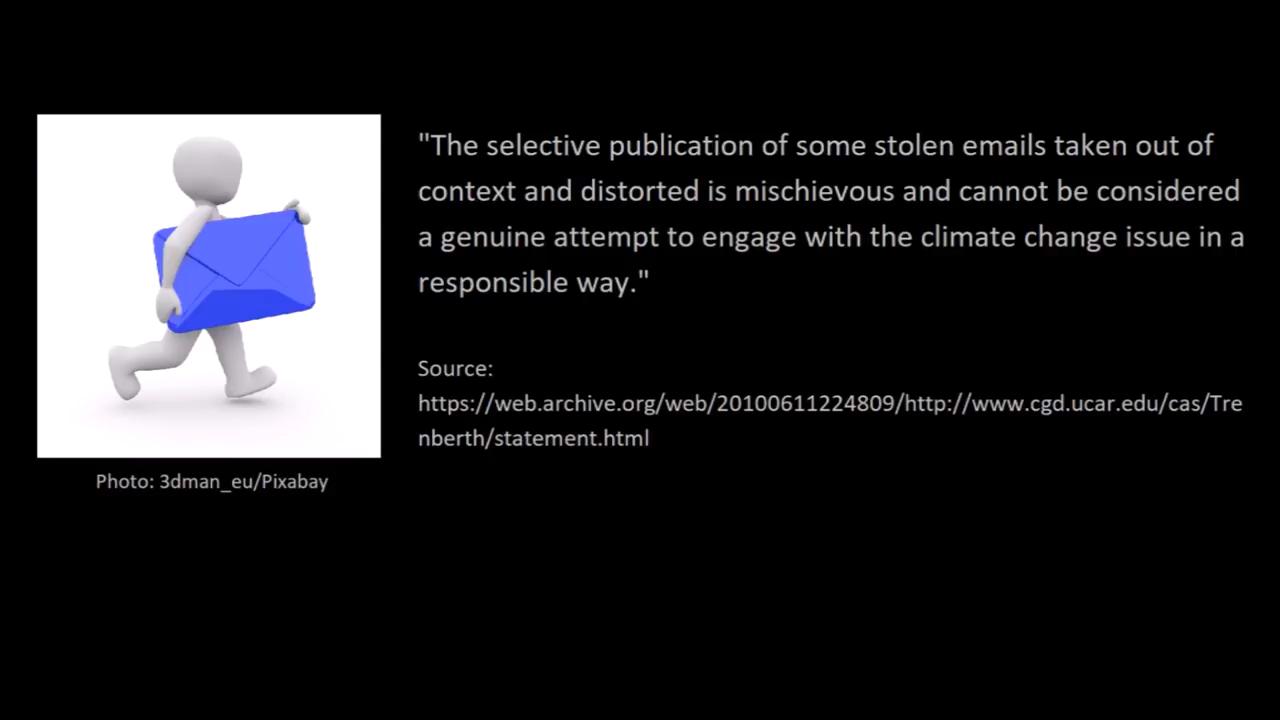 "The selective publication of some stolen emails taken out of
context and distorted is mischievous and cannot be considered
a genuine attempt to engage with the climate change issue in a
responsible way."
Source:
https://web.archive.org/web/20100611224809/http://www.cgd.ucar.edu/cas/Tre
nberth/statement.html
Photo: 3dman_eu/Pixabay